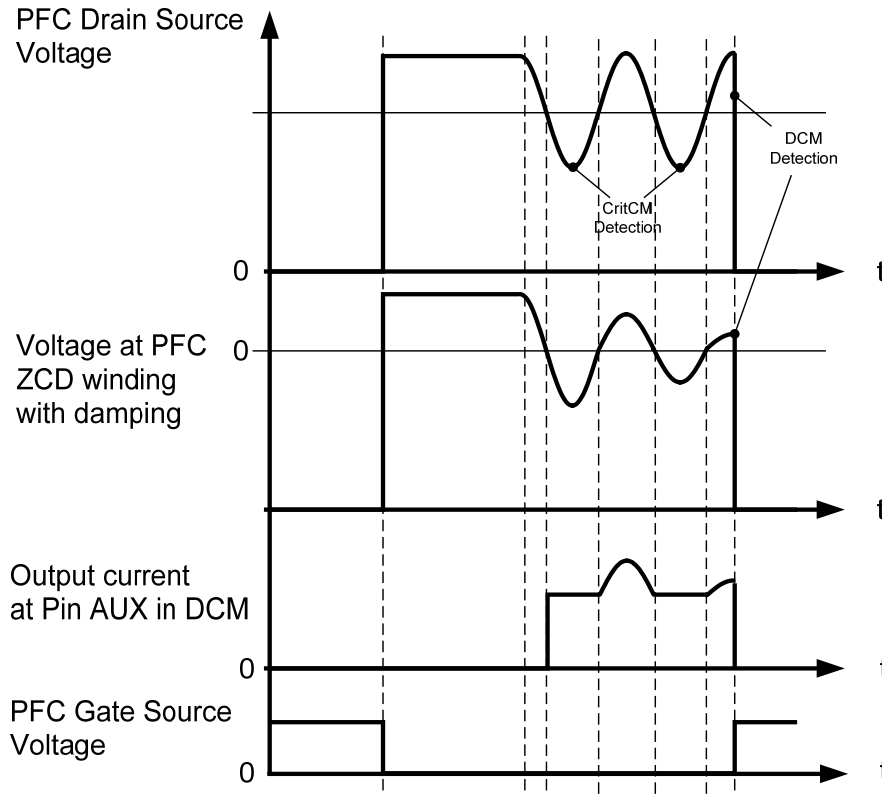 PFC Drain Source
Voltage
DCM
Detection
CritCM
Detection
0
t
Voltage at PFC
ZCD winding
with damping
0
t
Output current
at Pin AUX in DCM
0
t
PFC Gate Source
Voltage
0
t